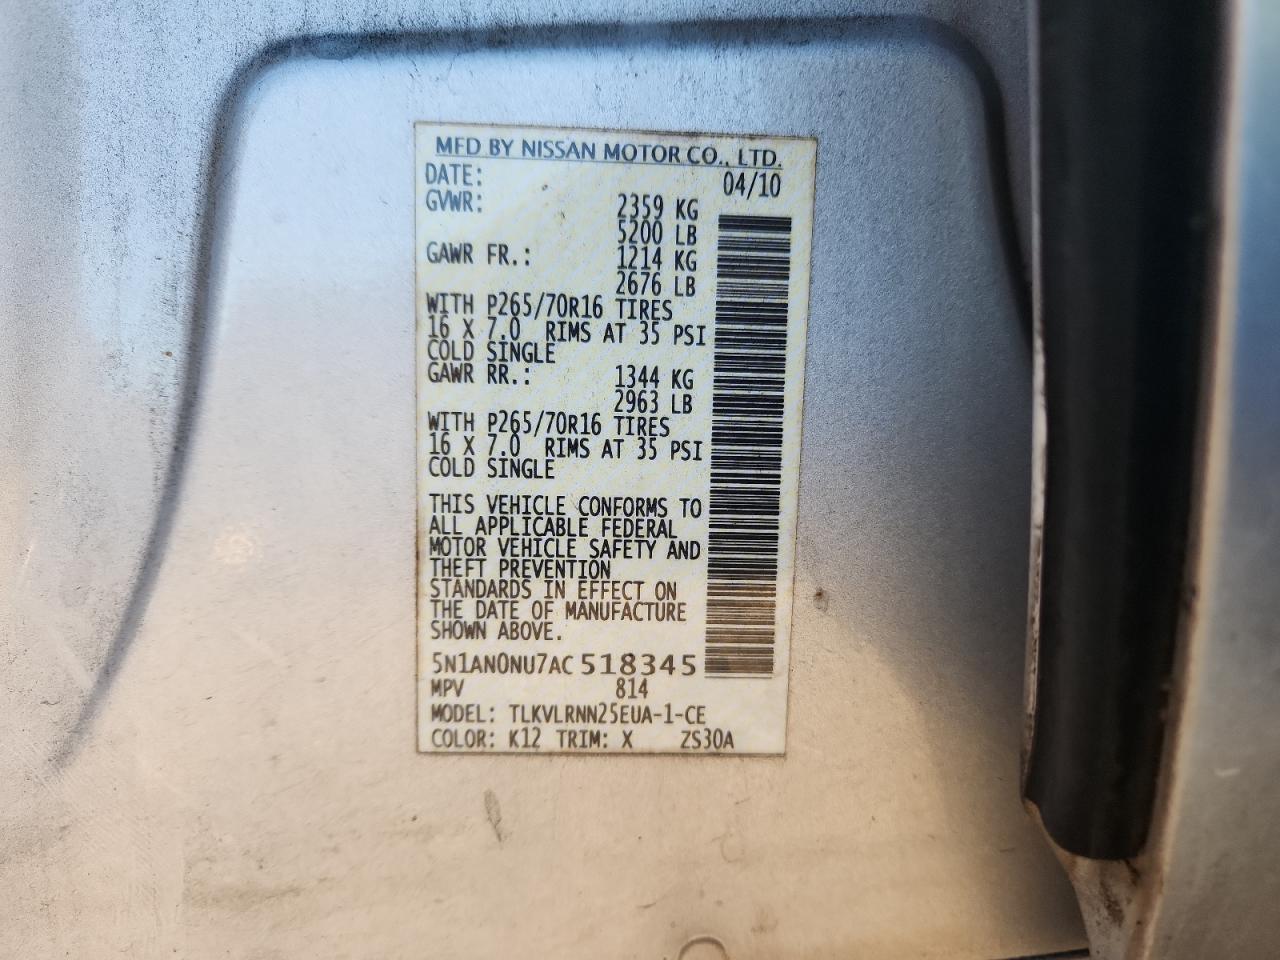 MFD BY NISSAN MOTOR CO., LTD.
DATE: 04/10
GVWR: 2359 KG
5200 LB
GAWR FR.: 1214 KG
2676 LB
WITH P265/70R16 TIRES
16 X 7.0 RIMS AT 35 PSI
COLD SINGLE
GAWR RR.: 1344 KG
2963 LB
WITH P265/70R16 TIRES
16 X 7.0 RIMS AT 35 PSI
COLD SINGLE
THIS VEHICLE CONFORMS TO
ALL APPLICABLE FEDERAL
MOTOR VEHICLE SAFETY AND
THEFT PREVENTION
STANDARDS IN EFFECT ON
THE DATE OF MANUFACTURE
SHOWN ABOVE.
5N1AN0NU7AC518345
MPV 814
MODEL: TLKVLRNN25EUA-1-CE
COLOR: K12 TRIM: X ZS30A